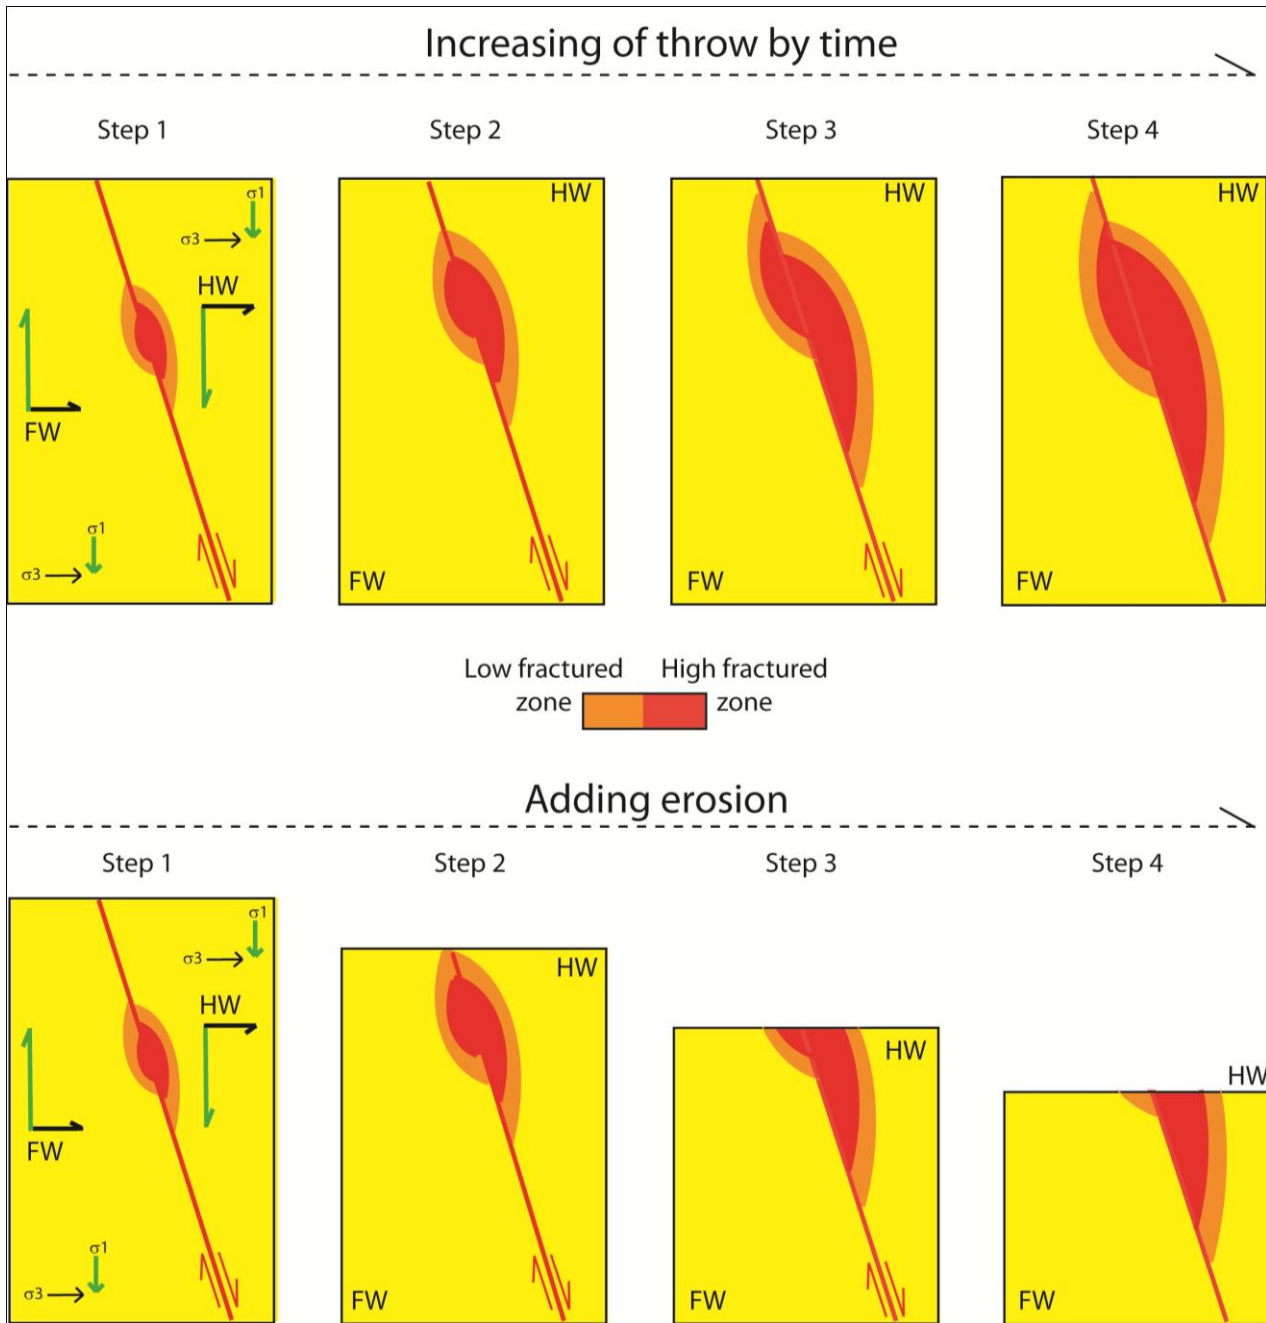 Increasing of throw by time
Step 1
Step 2
Step 3
Step 4
σ1
σ3
HW
FW
σ1
σ3
HW
FW
HW
FW
HW
FW
Low fractured zone
High fractured zone
Adding erosion
Step 1
Step 2
Step 3
Step 4
σ1
σ3
HW
FW
σ1
σ3
HW
FW
HW
FW
HW
FW